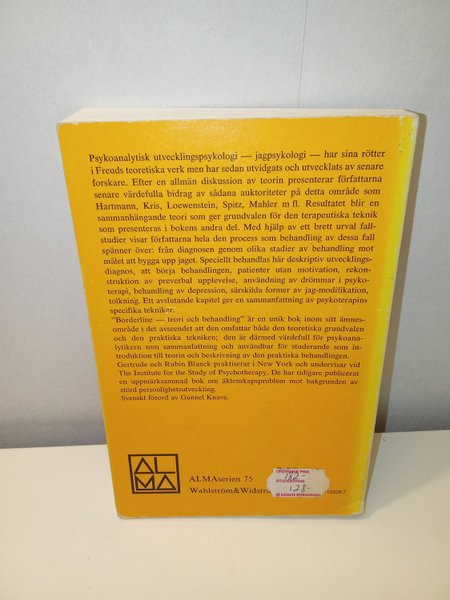 Psykoanalytisk utvecklingspsykologi — jagpsykologi — har sina rötter
i Freuds teoretiska verk men har sedan utvidgats och utvecklats av senare
forskare. Efter en allmän diskussion av teorin presenterar författarna
senare värdefulla bidrag av sådana auktoriteter på detta område som
Hartmann, Kris, Loewenstein, Spitz, Mahler m fl. Resultatet blir en
sammanhängande teori som ger grundvalen för den terapeutiska teknik
som presenteras i bokens andra del. Med hjälp av ett brett urval fall-
studier visar författarna hela den process som behandling av dessa fall
spänner över: från diagnosen genom olika stadier av behandling mot
målet att bygga upp jaget. Speciellt behandlas här deskriptiv utvecklings-
diagnos, att börja behandlingen, patienter utan motivation, rekon-
struktion av preverbal upplevelse, användning av drömmar i psyko-
terapi, behandling av depression, särskilda former av jag-modifikation,
tolkning. Ett avslutande kapitel ger en sammanfattning av psykoterapins
specifika tekniker.
"Borderline — teori och behandling" är en unik bok inom sitt ämnes-
område i det avseendet att den omfattar både den teoretiska grundvalen
och den praktiska tekniken; den är därmed värdefull för psykoana-
lytikern som sammanfattning och användbar för studerande som in-
troduktion till teorin och beskrivning av den praktiska behandlingen.
Gertrude och Rubin Blanck praktiserar i New York och undervisar vid
The Institute for the Study of Psychotherapy. De har tidigare publicerat
en uppmärksammad bok om äktenskapsproblem mot bakgrunden av
störd personlighetsutveckling.
Svenskt förord av Gunnel Knave.
ALMA
ALMAserien 75
Wahlström&Widstra
182:-
128:-